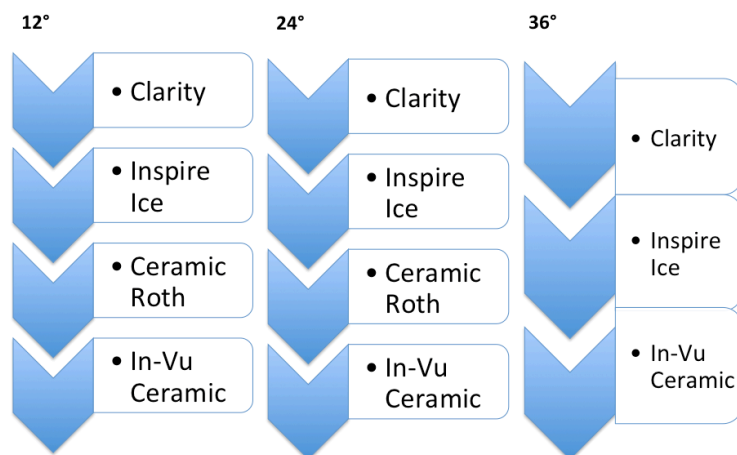 12°
• Clarity
• Inspire
Ice
• Ceramic
Roth
• In-Vu
Ceramic
24°
• Clarity
• Inspire
Ice
• Ceramic
Roth
• In-Vu
Ceramic
36°
• Clarity
• Inspire
Ice
• In-Vu
Ceramic